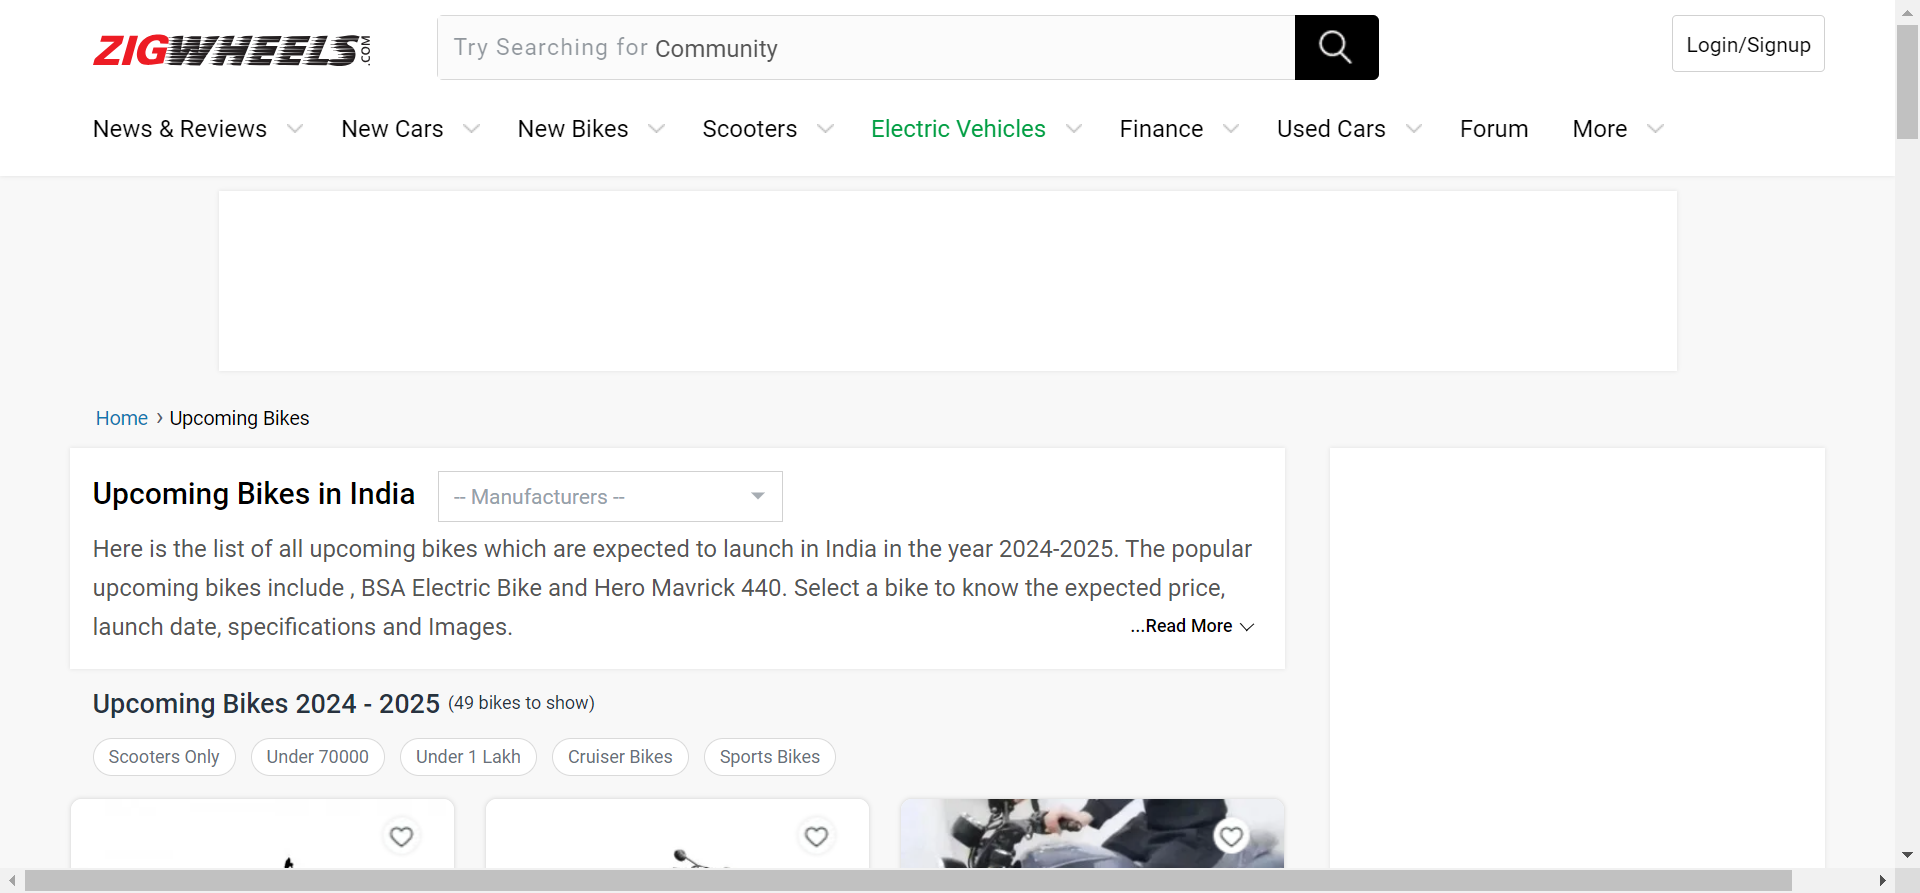 ZIGWHEELS.COM
Try Searching for Community
Login/Signup
News & Reviews
New Cars
New Bikes
Scooters
Electric Vehicles
Finance
Used Cars
Forum
More
Home › Upcoming Bikes
Upcoming Bikes in India
-- Manufacturers --
Here is the list of all upcoming bikes which are expected to launch in India in the year 2024-2025. The popular
upcoming bikes include , BSA Electric Bike and Hero Mavrick 440. Select a bike to know the expected price,
launch date, specifications and Images.
...Read More
Upcoming Bikes 2024 - 2025 (49 bikes to show)
Scooters Only
Under 70000
Under 1 Lakh
Cruiser Bikes
Sports Bikes